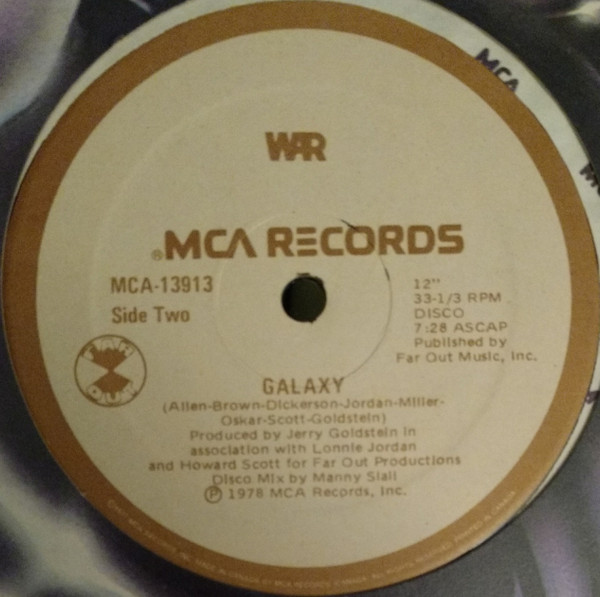 WAR
MCA
®MCA RECORDS
MCA-13913
Side Two
12"
33-1/3 RPM
DISCO
7:28 ASCAP
Published by
Far Out Music, Inc.
FAR
OUT
GALAXY
(Allen-Brown-Dickerson-Jordan-Miller-
Oskar-Scott-Goldstein)
Produced by Jerry Goldstein in
association with Lonnie Jordan
and Howard Scott for Far Out Productions
Disco Mix by Manny Slali
Ⓟ 1978 MCA Records, Inc.